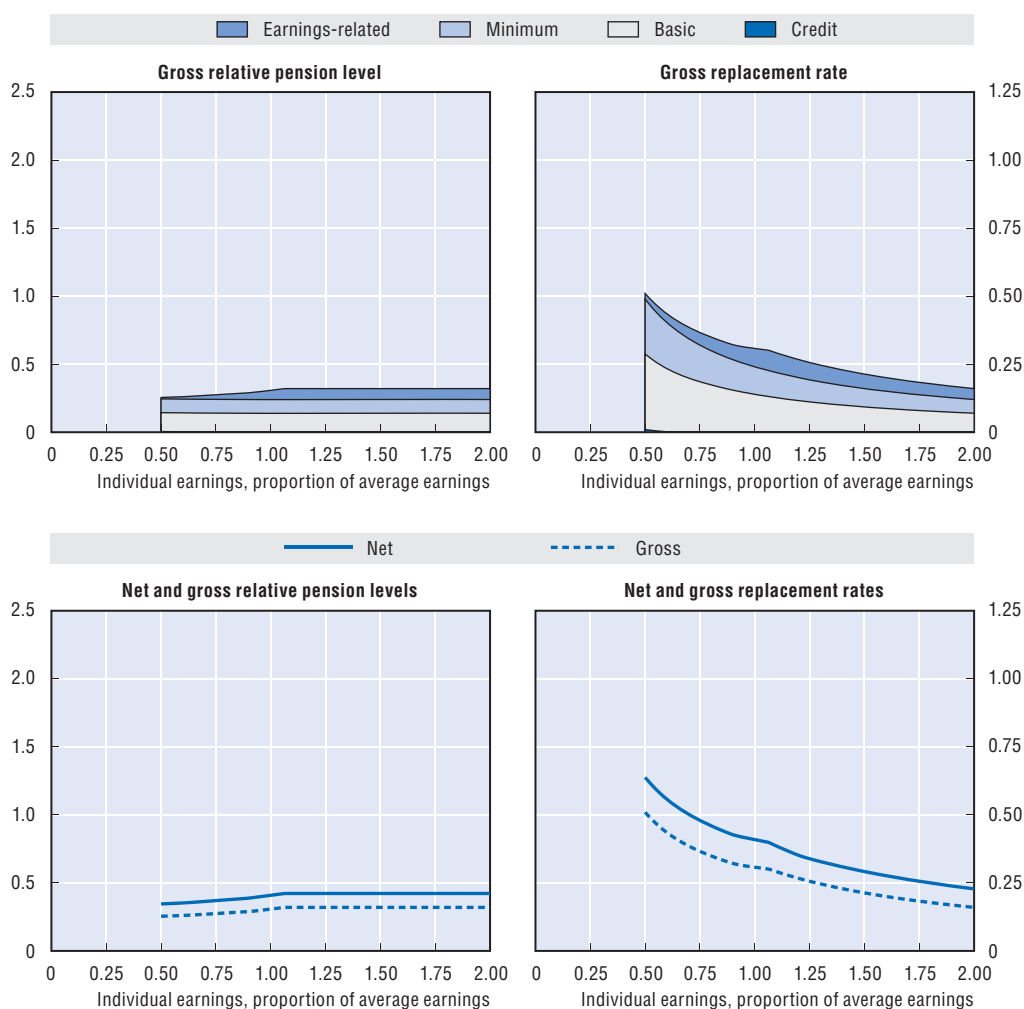 Earnings-related Minimum Basic Credit
Gross relative pension level
2.5
2.0
1.5
1.0
0.5
0
0 0.25 0.50 0.75 1.00 1.25 1.50 1.75 2.00
Individual earnings, proportion of average earnings
Gross replacement rate
1.25
1.00
0.75
0.50
0.25
0
0 0.25 0.50 0.75 1.00 1.25 1.50 1.75 2.00
Individual earnings, proportion of average earnings
Net Gross
Net and gross relative pension levels
2.5
2.0
1.5
1.0
0.5
0
0 0.25 0.50 0.75 1.00 1.25 1.50 1.75 2.00
Individual earnings, proportion of average earnings
Net and gross replacement rates
1.25
1.00
0.75
0.50
0.25
0
0 0.25 0.50 0.75 1.00 1.25 1.50 1.75 2.00
Individual earnings, proportion of average earnings